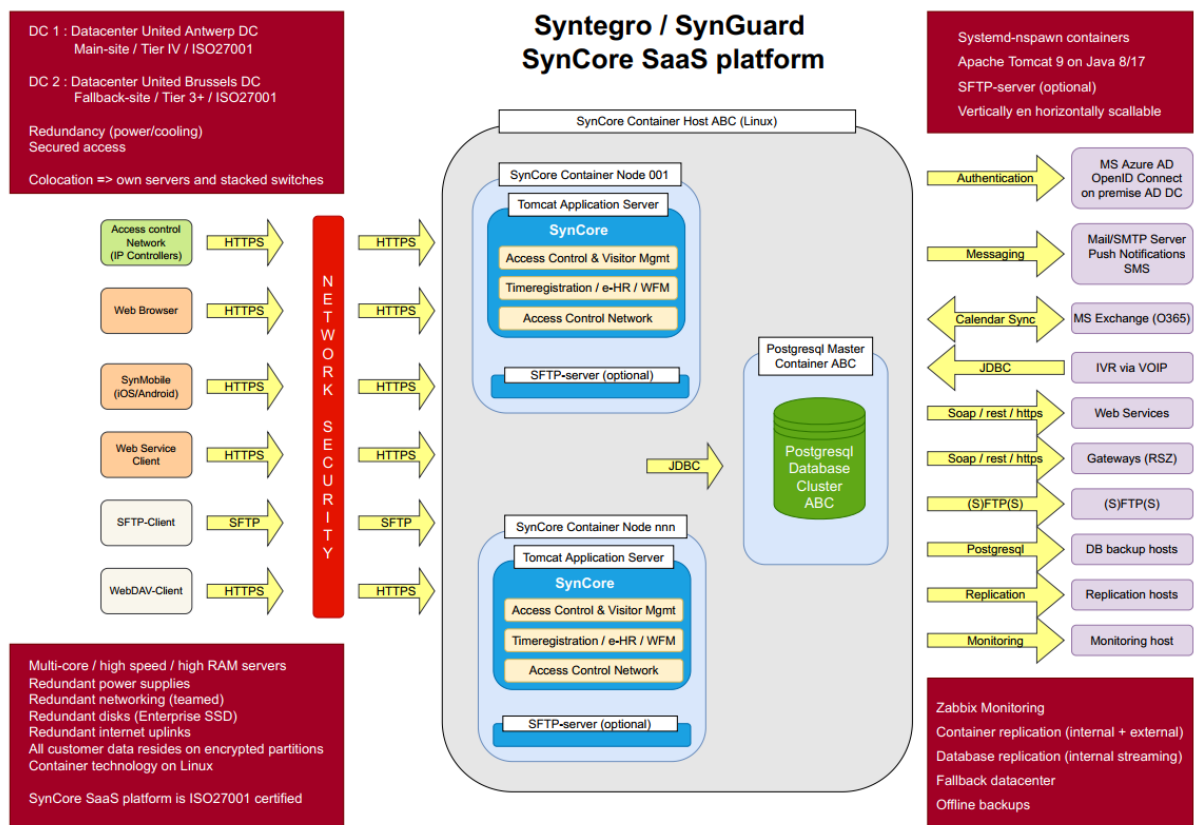 Syntegro / SynGuard
SynCore SaaS platform
DC 1 : Datacenter United Antwerp DC
Main-site / Tier IV / ISO27001
DC 2 : Datacenter United Brussels DC
Fallback-site / Tier 3+ / ISO27001
Redundancy (power/cooling)
Secured access
Colocation => own servers and stacked switches
Systemd-nspawn containers
Apache Tomcat 9 on Java 8/17
SFTP-server (optional)
Vertically en horizontally scallable
Access control
Network
(IP Controllers)
HTTPS
HTTPS
Web Browser
HTTPS
HTTPS
SynMobile
(iOS/Android)
HTTPS
HTTPS
Web Service
Client
HTTPS
HTTPS
SFTP-Client
SFTP
SFTP
WebDAV-Client
HTTPS
HTTPS
NETWORK SECURITY
SynCore Container Host ABC (Linux)
SynCore Container Node 001
Tomcat Application Server
SynCore
Access Control & Visitor Mgmt
Timeregistration / e-HR / WFM
Access Control Network
SFTP-server (optional)
JDBC
Postgresql Master
Container ABC
Postgresql
Database
Cluster
ABC
SynCore Container Node nnn
Tomcat Application Server
SynCore
Access Control & Visitor Mgmt
Timeregistration / e-HR / WFM
Access Control Network
SFTP-server (optional)
Authentication
MS Azure AD
OpenID Connect
on premise AD DC
Messaging
Mail/SMTP Server
Push Notifications
SMS
Calendar Sync
MS Exchange (O365)
JDBC
IVR via VOIP
Soap / rest / https
Web Services
Soap / rest / https
Gateways (RSZ)
(S)FTP(S)
(S)FTP(S)
Postgresql
DB backup hosts
Replication
Replication hosts
Monitoring
Monitoring host
Multi-core / high speed / high RAM servers
Redundant power supplies
Redundant networking (teamed)
Redundant disks (Enterprise SSD)
Redundant internet uplinks
All customer data resides on encrypted partitions
Container technology on Linux
SynCore SaaS platform is ISO27001 certified
Zabbix Monitoring
Container replication (internal + external)
Database replication (internal streaming)
Fallback datacenter
Offline backups